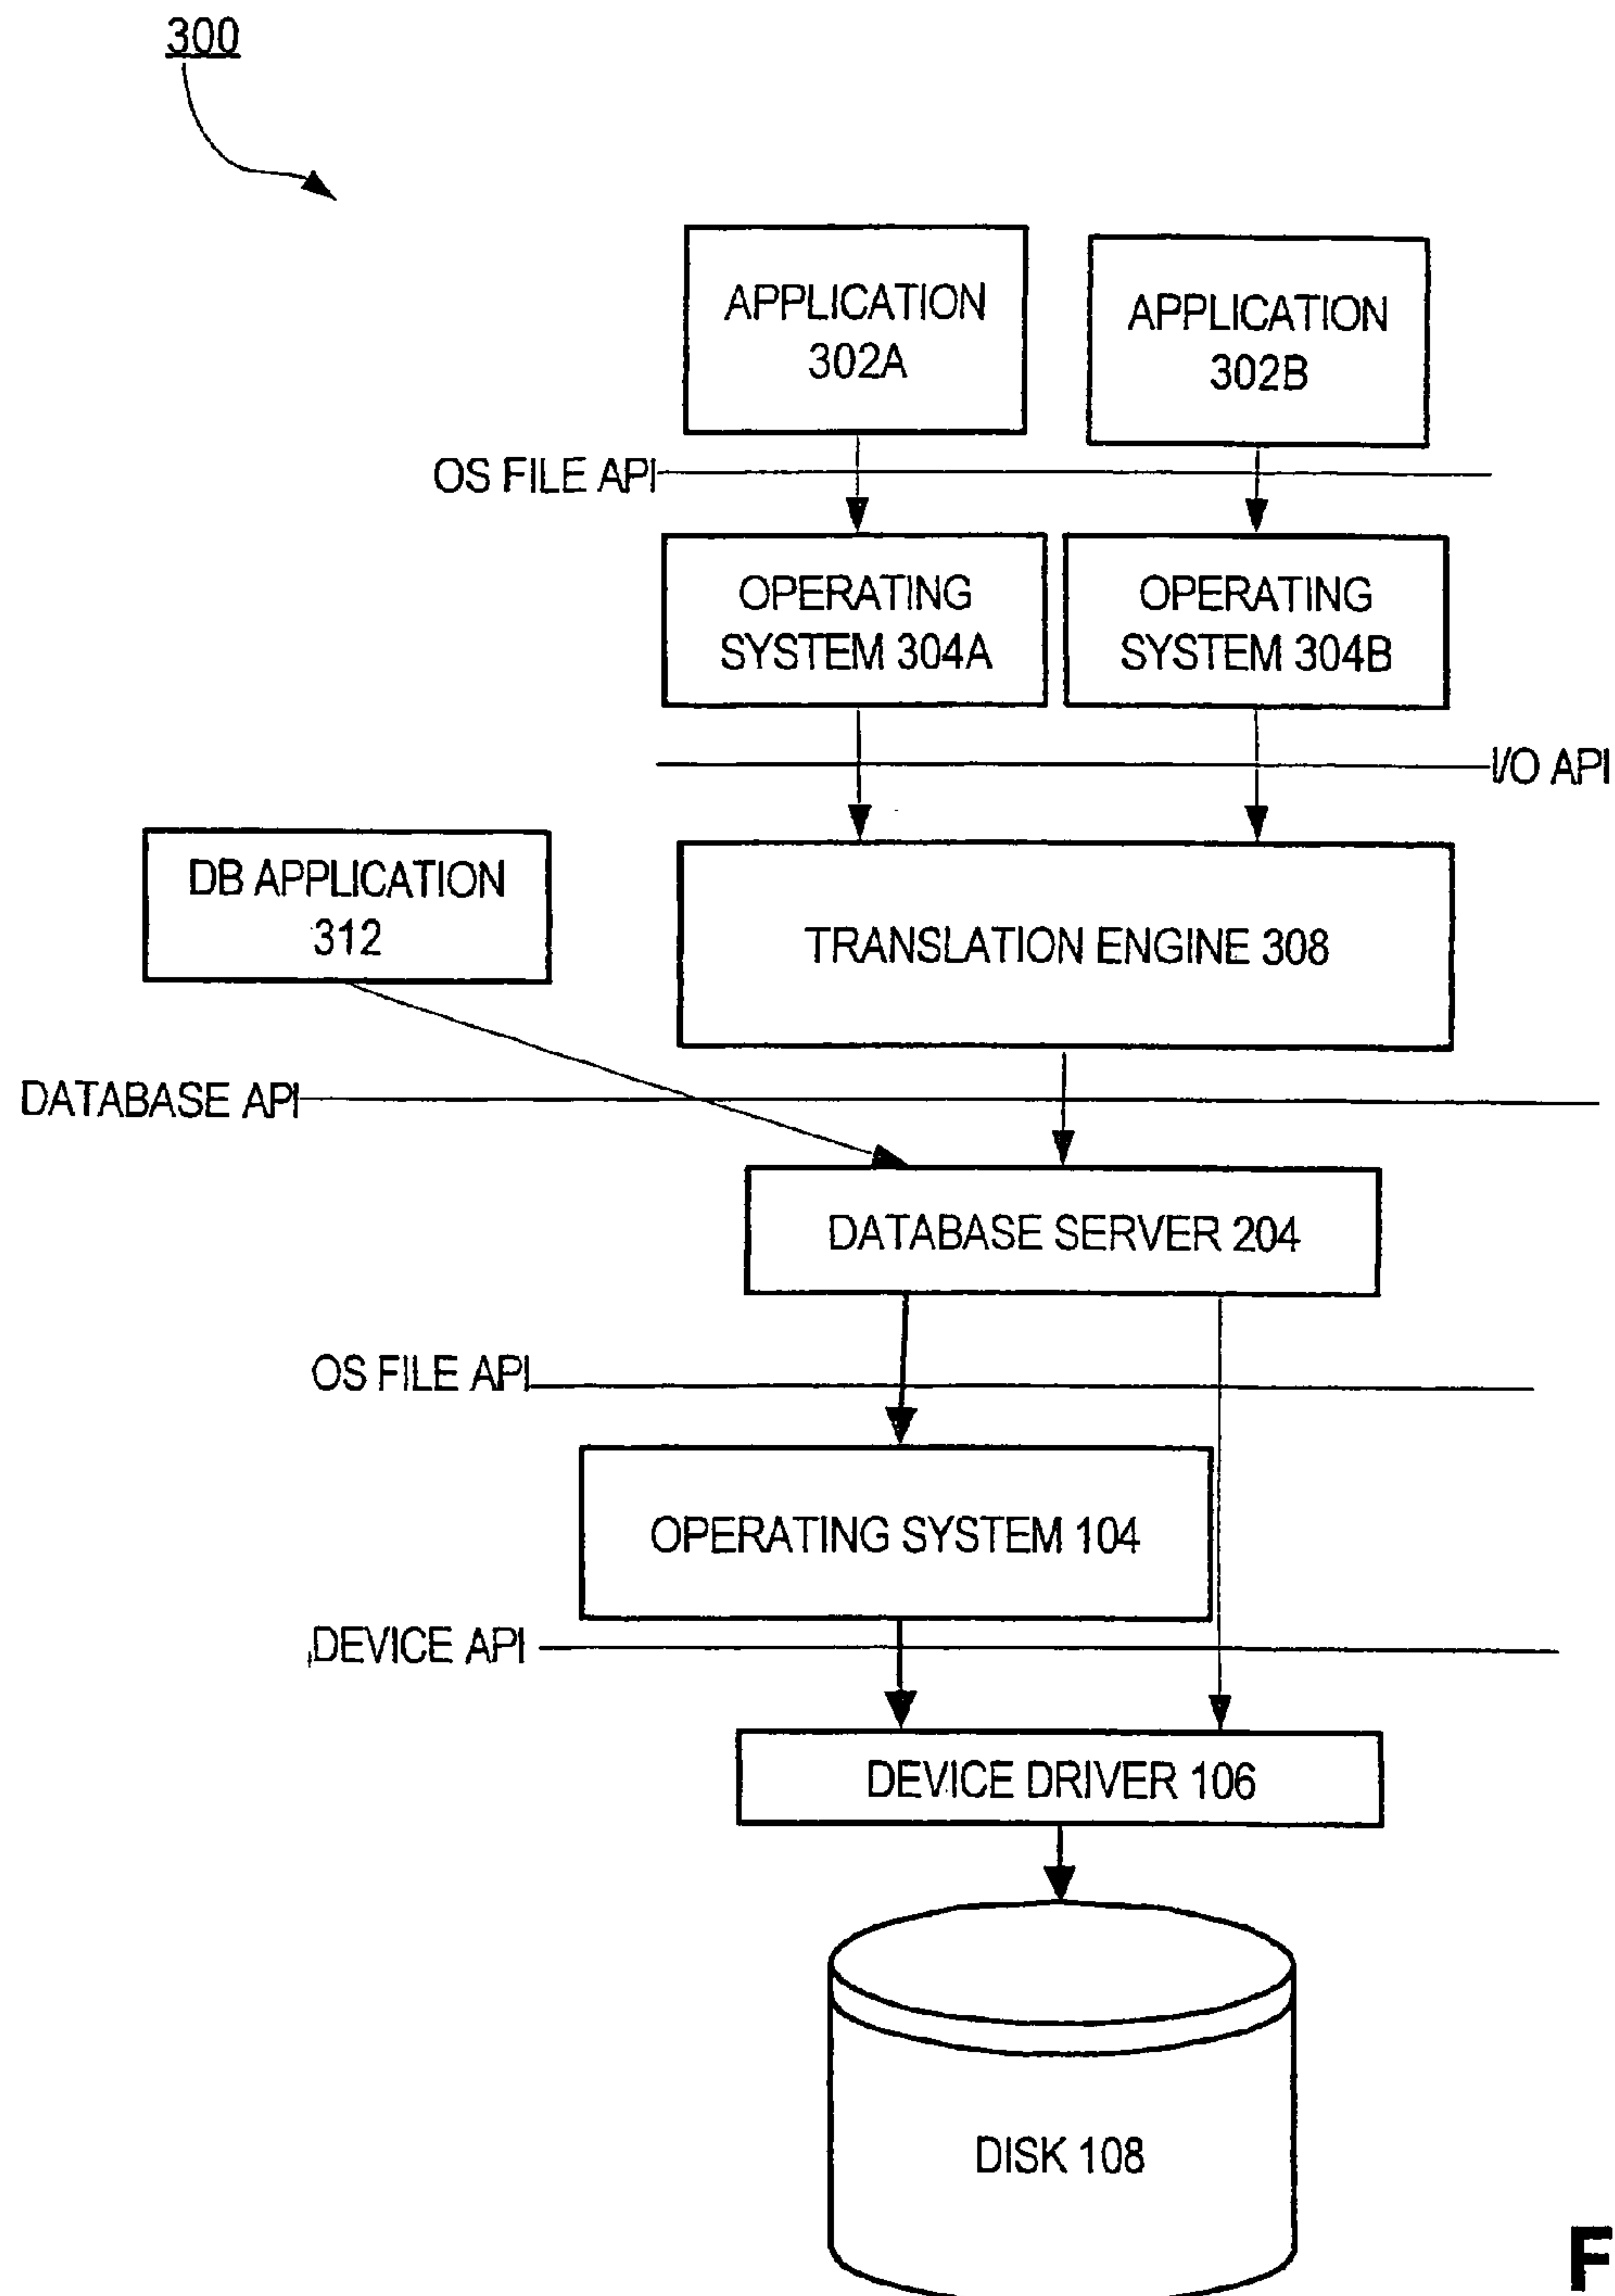 300
APPLICATION
302A
APPLICATION
302B
OS FILE API
OPERATING
SYSTEM 304A
OPERATING
SYSTEM 304B
I/O API
DB APPLICATION
312
TRANSLATION ENGINE 308
DATABASE API
DATABASE SERVER 204
OS FILE API
OPERATING SYSTEM 104
DEVICE API
DEVICE DRIVER 106
DISK 108
F